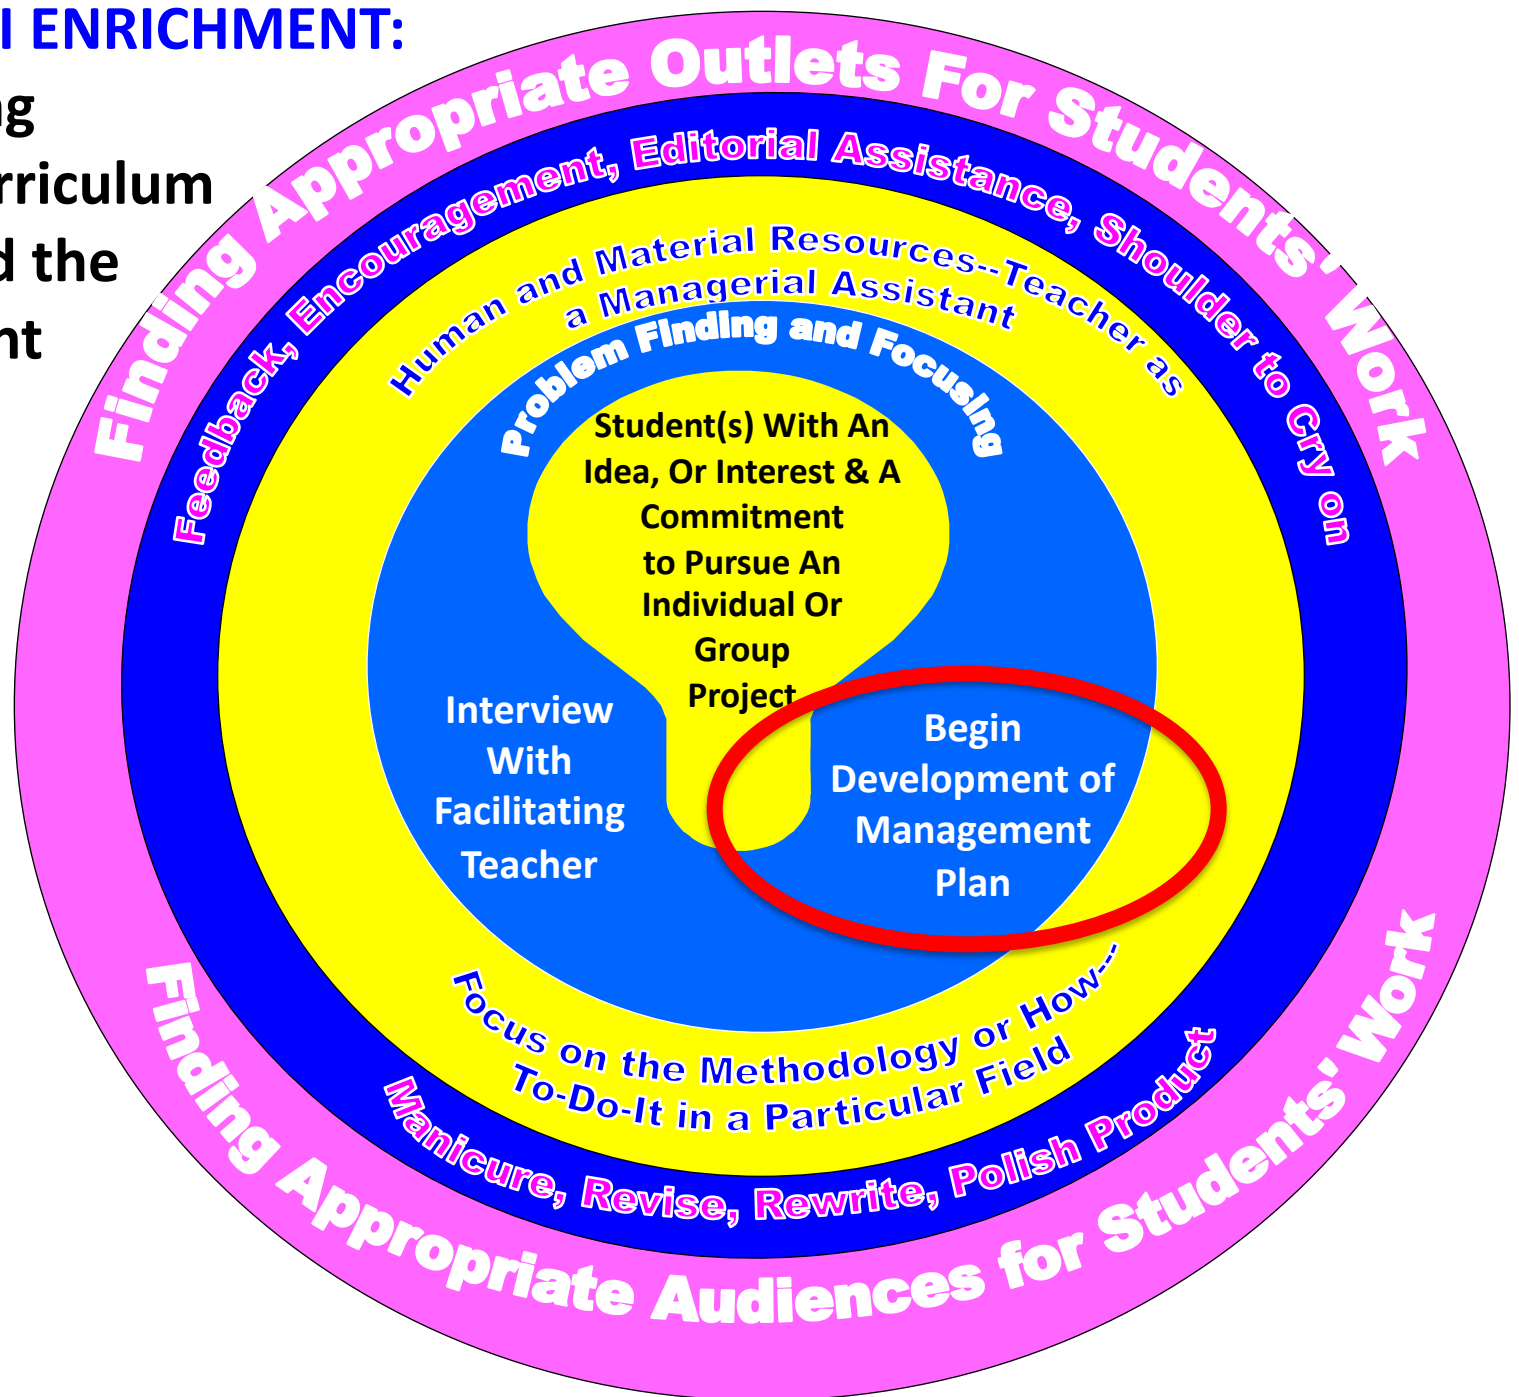 I ENRICHMENT:
ng
rriculum
d the
nt
Finding Appropriate Outlets For Students' Work
Feedback, Encouragement, Editorial Assistance, Shoulder to Cry on
Human and Material Resources--Teacher as
a Managerial Assistant
Problem Finding and Focusing
Student(s) With An
Idea, Or Interest & A
Commitment
to Pursue An
Individual Or
Group
Project
Interview
With
Facilitating
Teacher
Begin
Development of
Management
Plan
Focus on the Methodology or How---
To-Do-It in a Particular Field
Manicure, Revise, Rewrite, Polish Product
Finding Appropriate Audiences for Students' Work